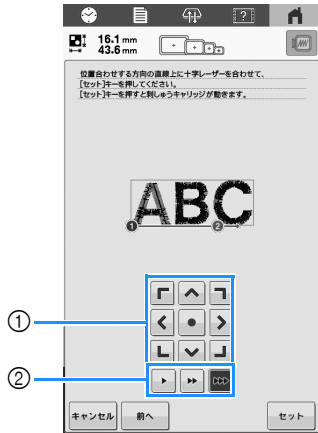 16.1 mm
43.6 mm
位置合わせする方向の直線上に十字レーザーを合わせて、
[セット]キーを押してください。
[セット]キーを押すと刺しゅうキャリッジが動きます。
ABC
❶ ❷
①
②
キャンセル 前へ セット